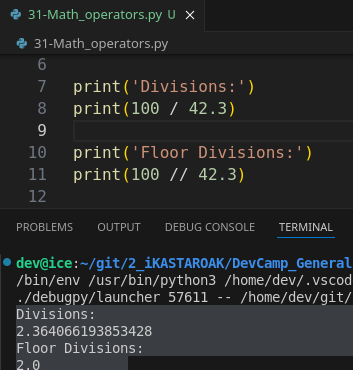 31-Math_operators.py U ×
31-Math_operators.py
6
7 print('Divisions:')
8 print(100 / 42.3)
9
10 print('Floor Divisions:')
11 print(100 // 42.3)
12
PROBLEMS OUTPUT DEBUG CONSOLE TERMINAL
dev@ice:~/git/2_iKASTAROAK/DevCamp_General
/bin/env /usr/bin/python3 /home/dev/.vscod
./debugpy/launcher 57611 -- /home/dev/git/
Divisions:
2.364066193853428
Floor Divisions:
2.0